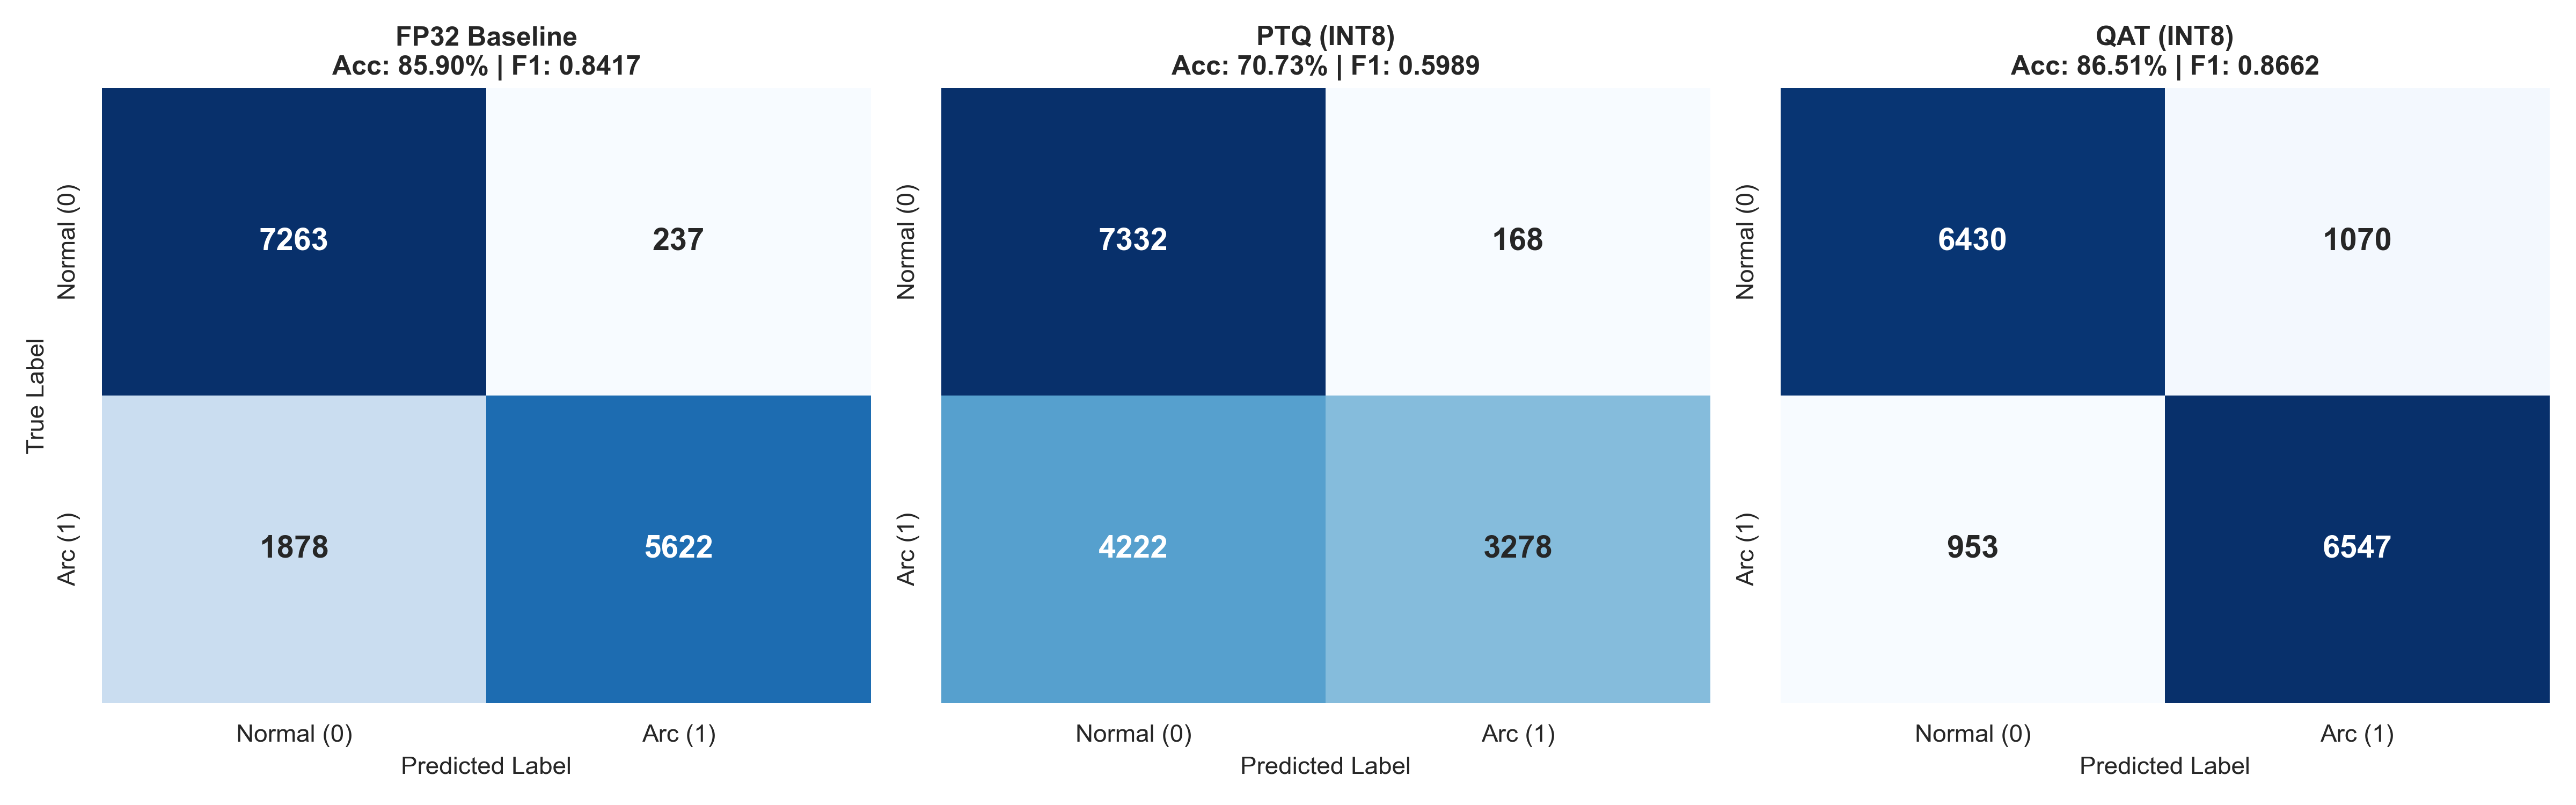 FP32 Baseline
Acc: 85.90% | F1: 0.8417
True Label
Normal (0)
Arc (1)
7263
237
1878
5622
Normal (0)
Arc (1)
Predicted Label
PTQ (INT8)
Acc: 70.73% | F1: 0.5989
Normal (0)
Arc (1)
7332
168
4222
3278
Normal (0)
Arc (1)
Predicted Label
QAT (INT8)
Acc: 86.51% | F1: 0.8662
Normal (0)
Arc (1)
6430
1070
953
6547
Normal (0)
Arc (1)
Predicted Label